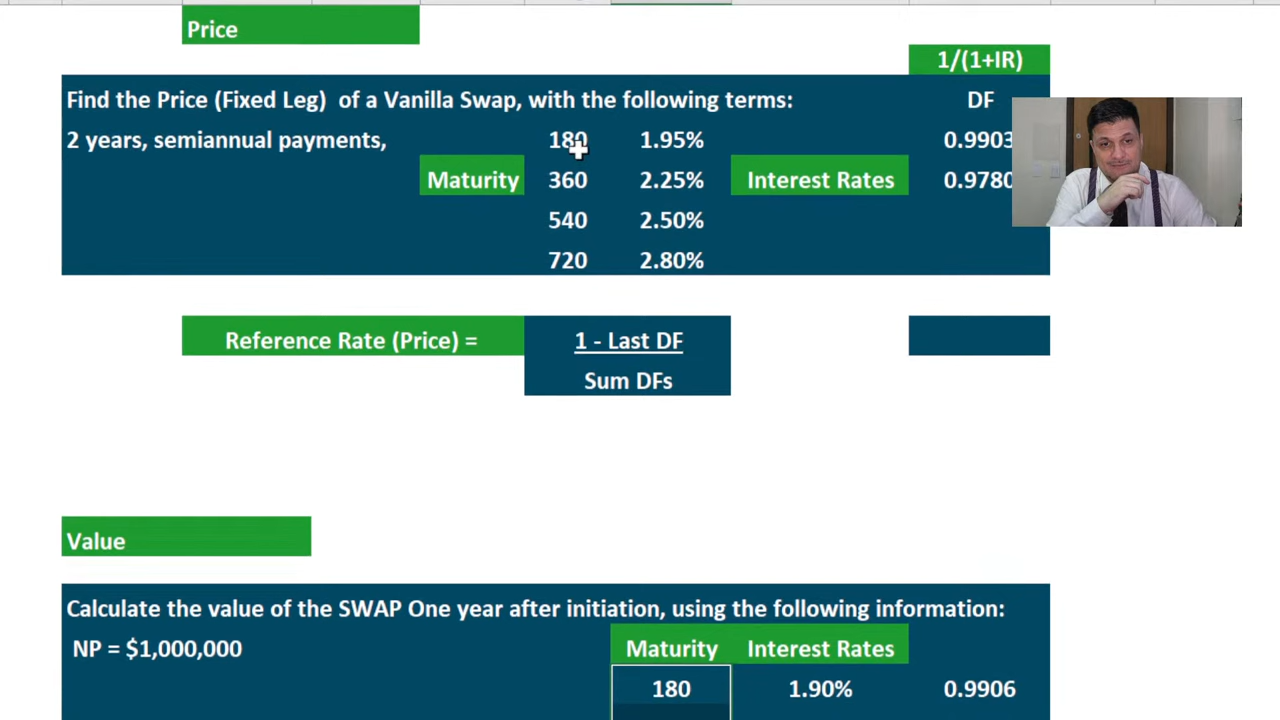 Price
1/(1+IR)
Find the Price (Fixed Leg) of a Vanilla Swap, with the following terms: DF
2 years, semiannual payments, 180 1.95% 0.9903
Maturity 360 2.25% Interest Rates 0.9780
540 2.50%
720 2.80%
Reference Rate (Price) = 1 - Last DF
Sum DFs
Value
Calculate the value of the SWAP One year after initiation, using the following information:
NP = $1,000,000 Maturity Interest Rates
180 1.90% 0.9906